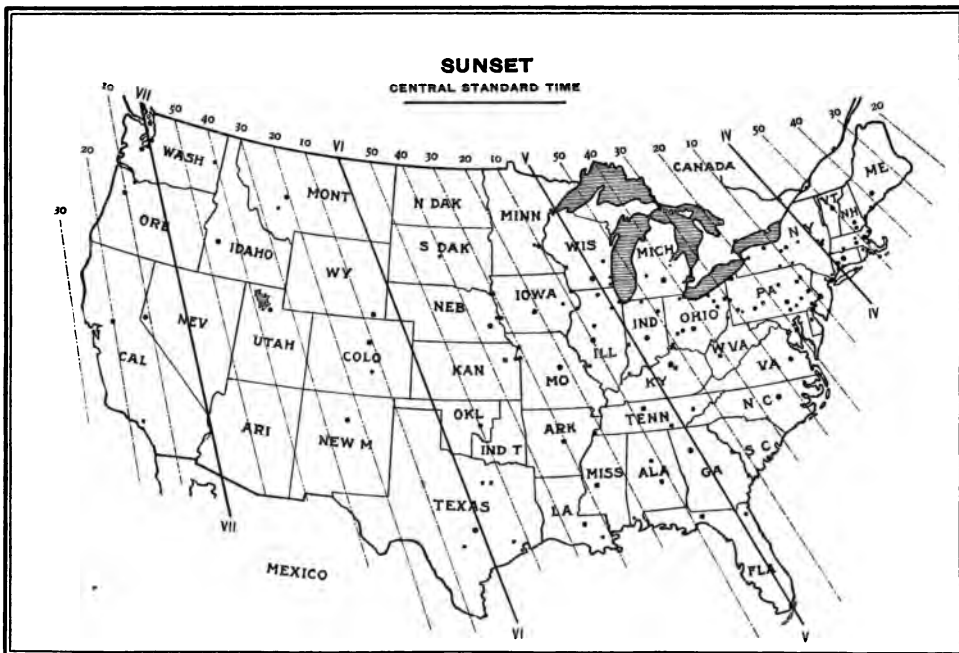 SUNSET
CENTRAL STANDARD TIME
10 VII 50 40 30 20 10 VI 50 40 30 20 10 V 50 40 30 20 10 IV 50 40 30 20
20
30
CANADA
WASH
MONT
N DAK
MINN
ME
VT
NH
ORE
IDAHO
S DAK
WIS
MICH
N Y
WY
IOWA
PA
NEB
NEV
UTAH
COLO
ILL
IND
OHIO
W VA
IV
CAL
KAN
MO
KY
VA
ARI
NEW M
OKL
IND T
ARK
TENN
N C
S C
TEXAS
LA
MISS
ALA
GA
VII
MEXICO
FLA
VI
V